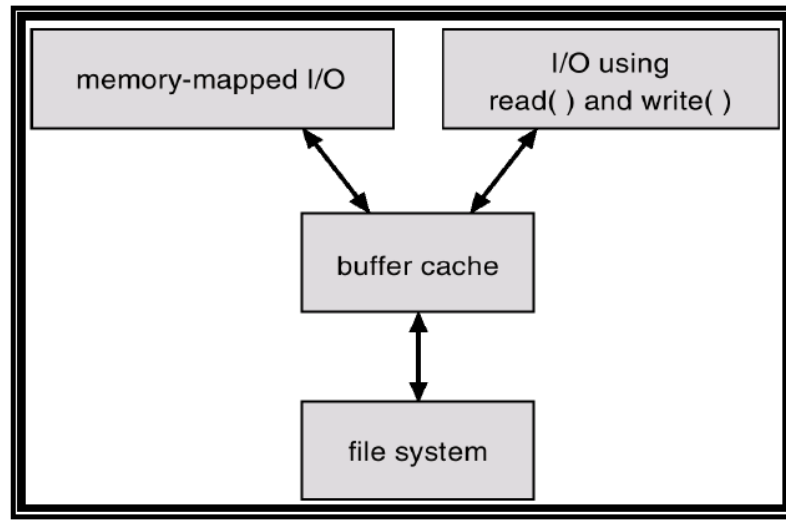 memory-mapped I/O
I/O using
read( ) and write( )
buffer cache
file system